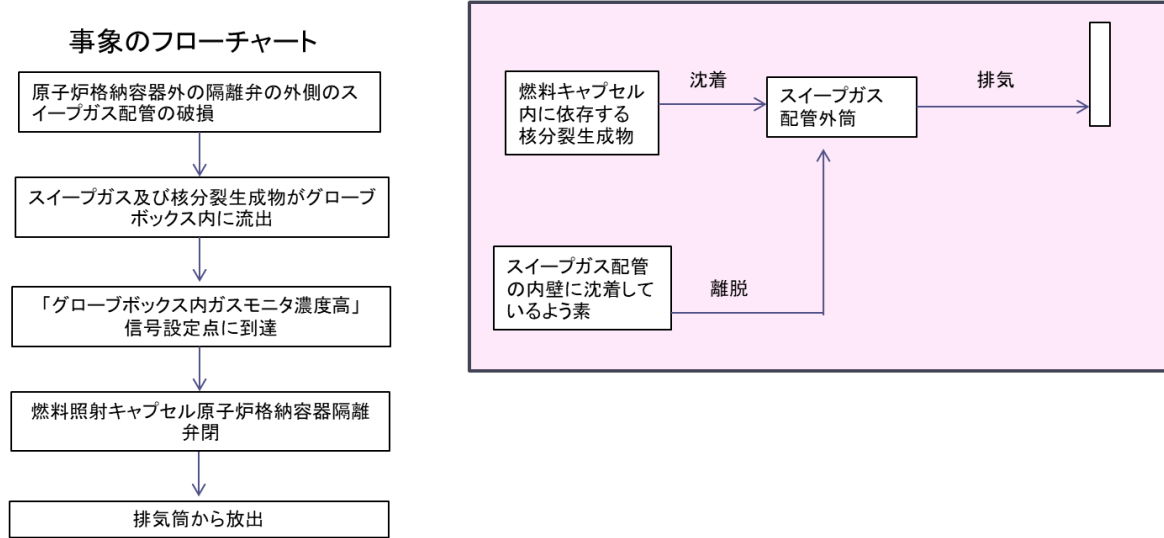 事象のフローチャート
原子炉格納容器外の隔離弁の外側のス
イープガス配管の破損
スイープガス及び核分裂生成物がグローブ
ボックス内に流出
「グローブボックス内ガスモニタ濃度高」
信号設定点に到達
燃料照射キャプセル原子炉格納容器隔離
弁閉
排気筒から放出
燃料キャプセル
内に依存する
核分裂生成物
沈着
スイープガス
配管外筒
排気
スイープガス配管
の内壁に沈着して
いるよう素
離脱